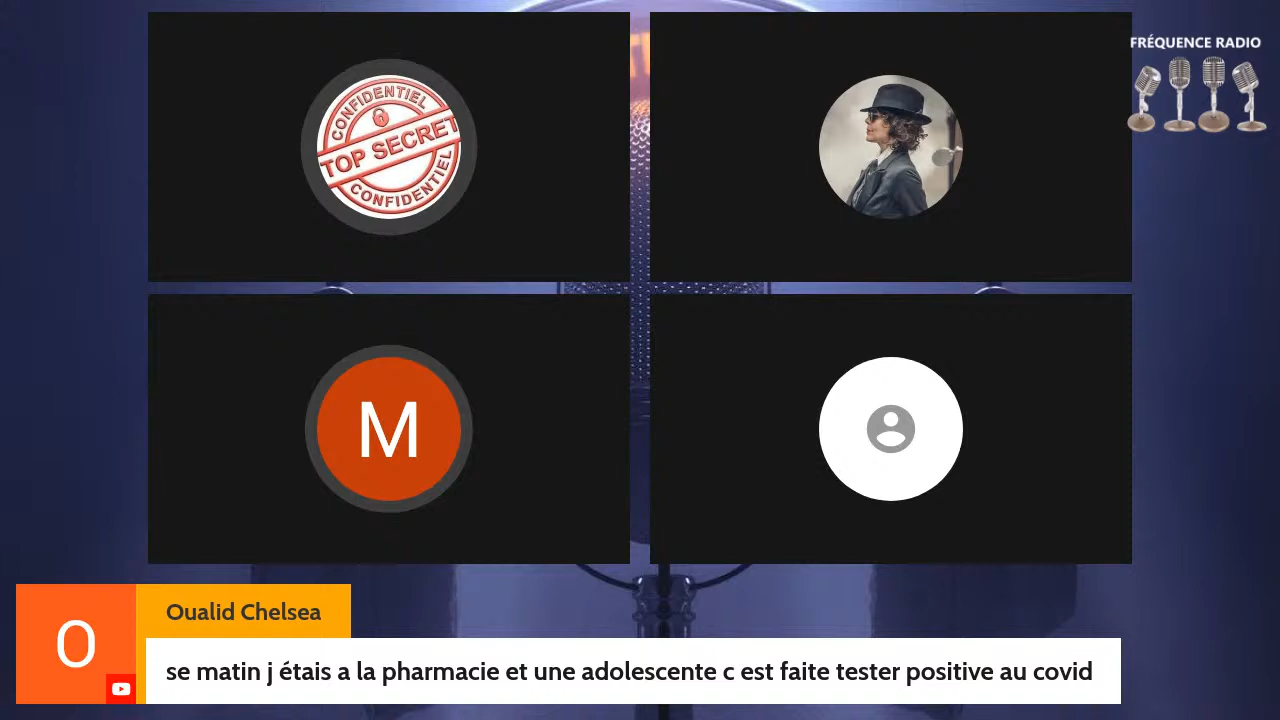 FRÉQUENCE RADIO
CONFIDENTIEL
TOP SECRET
CONFIDENTIEL
M
O
Oualid Chelsea
se matin j étais a la pharmacie et une adolescente c est faite tester positive au covid